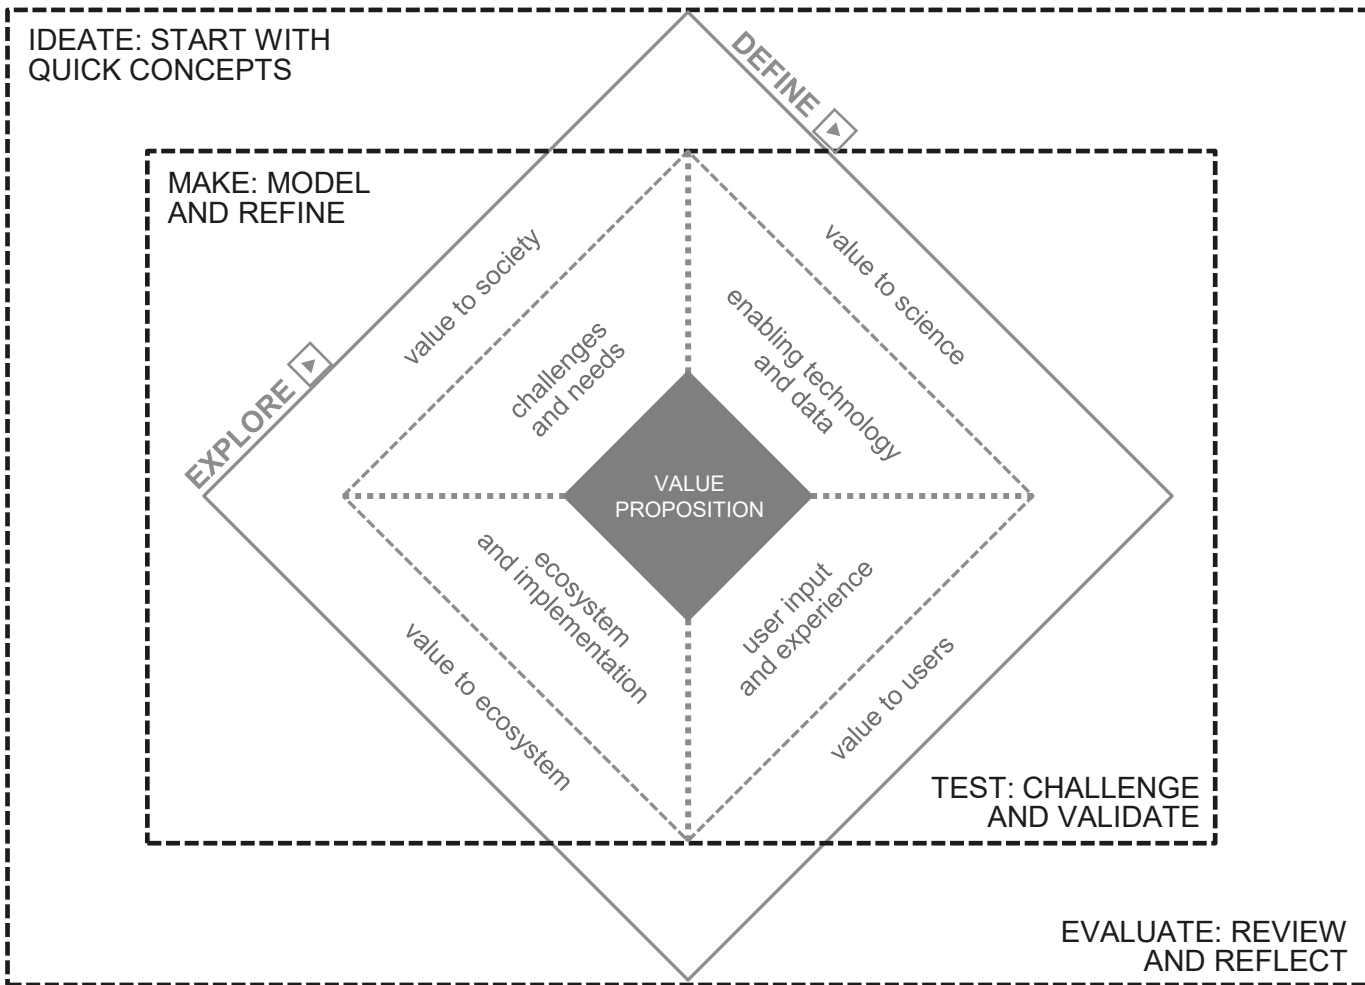 IDEATE: START WITH
QUICK CONCEPTS
DEFINE
MAKE: MODEL
AND REFINE
value to society
value to science
challenges
and needs
enabling technology
and data
EXPLORE
VALUE
PROPOSITION
ecosystem
and implementation
user input
and experience
value to ecosystem
value to users
TEST: CHALLENGE
AND VALIDATE
EVALUATE: REVIEW
AND REFLECT